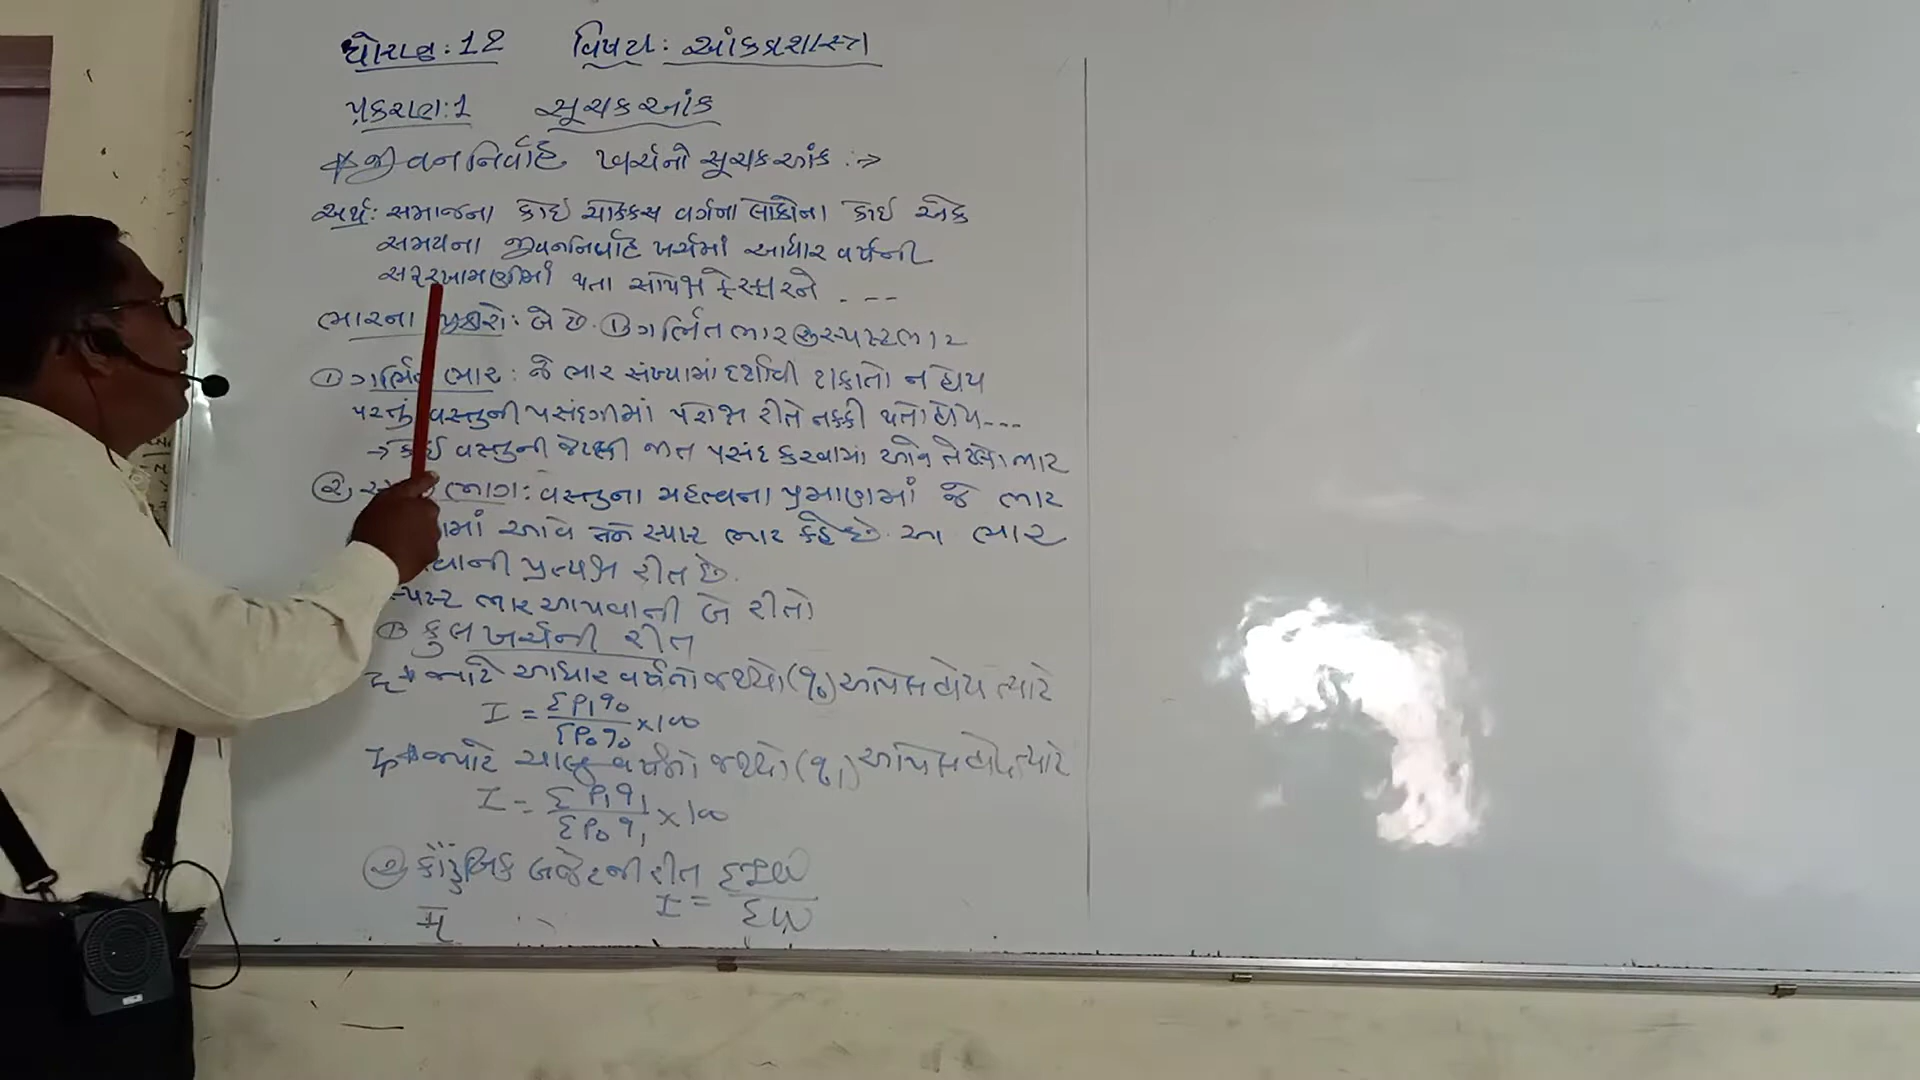 ધોરણ: 12 વિષય: આંકડાશાસ્ત્ર
પ્રકરણ:1 સૂચકઆંક
* જીવનનિર્વાહ ખર્ચનો સૂચકઆંક :→
અર્થ: સમાજના કોઈ ચોક્કસ વર્ગના લોકોના કોઈ એક
સમયના જીવનનિર્વાહ ખર્ચમાં આધાર વર્ષની
સરખામણીમાં થતા સાપેક્ષ ફેરફારને ---
ભારના પ્રકારો: બે છે. ① ગર્ભિત ભાર ② સ્પષ્ટ ભાર
① ગર્ભિત ભાર: જે ભાર સંખ્યામાં દર્શાવી શકાતો ન હોય
પરંતુ વસ્તુની પસંદગીમાં પરોક્ષ રીતે નક્કી થતો હોય---
→ કોઈ વસ્તુની જેટલી જાત પસંદ કરવામાં આવે તેટલો ભાર
② ભાગ: વસ્તુના મહત્વના પ્રમાણમાં જે ભાર
માં આવે તેને સ્પષ્ટ ભાર કહે છે. આ ભાર
વાની પ્રત્યક્ષ રીત છે.
સ્પષ્ટ ભાર આપવાની બે રીતો
① કુલ ખર્ચની રીત
* જ્યારે આધાર વર્ષનો જથ્થો (q₀) આપેલ હોય ત્યારે
I = ΣP₁q₀ / ΣP₀q₀ × 100
* જ્યારે ચાલુ વર્ષનો જથ્થો (q₁) આપેલ હોય ત્યારે
I = ΣP₁q₁ / ΣP₀q₁ × 100
② કૌટુંબિક બજેટની રીત I = ΣIW / ΣW